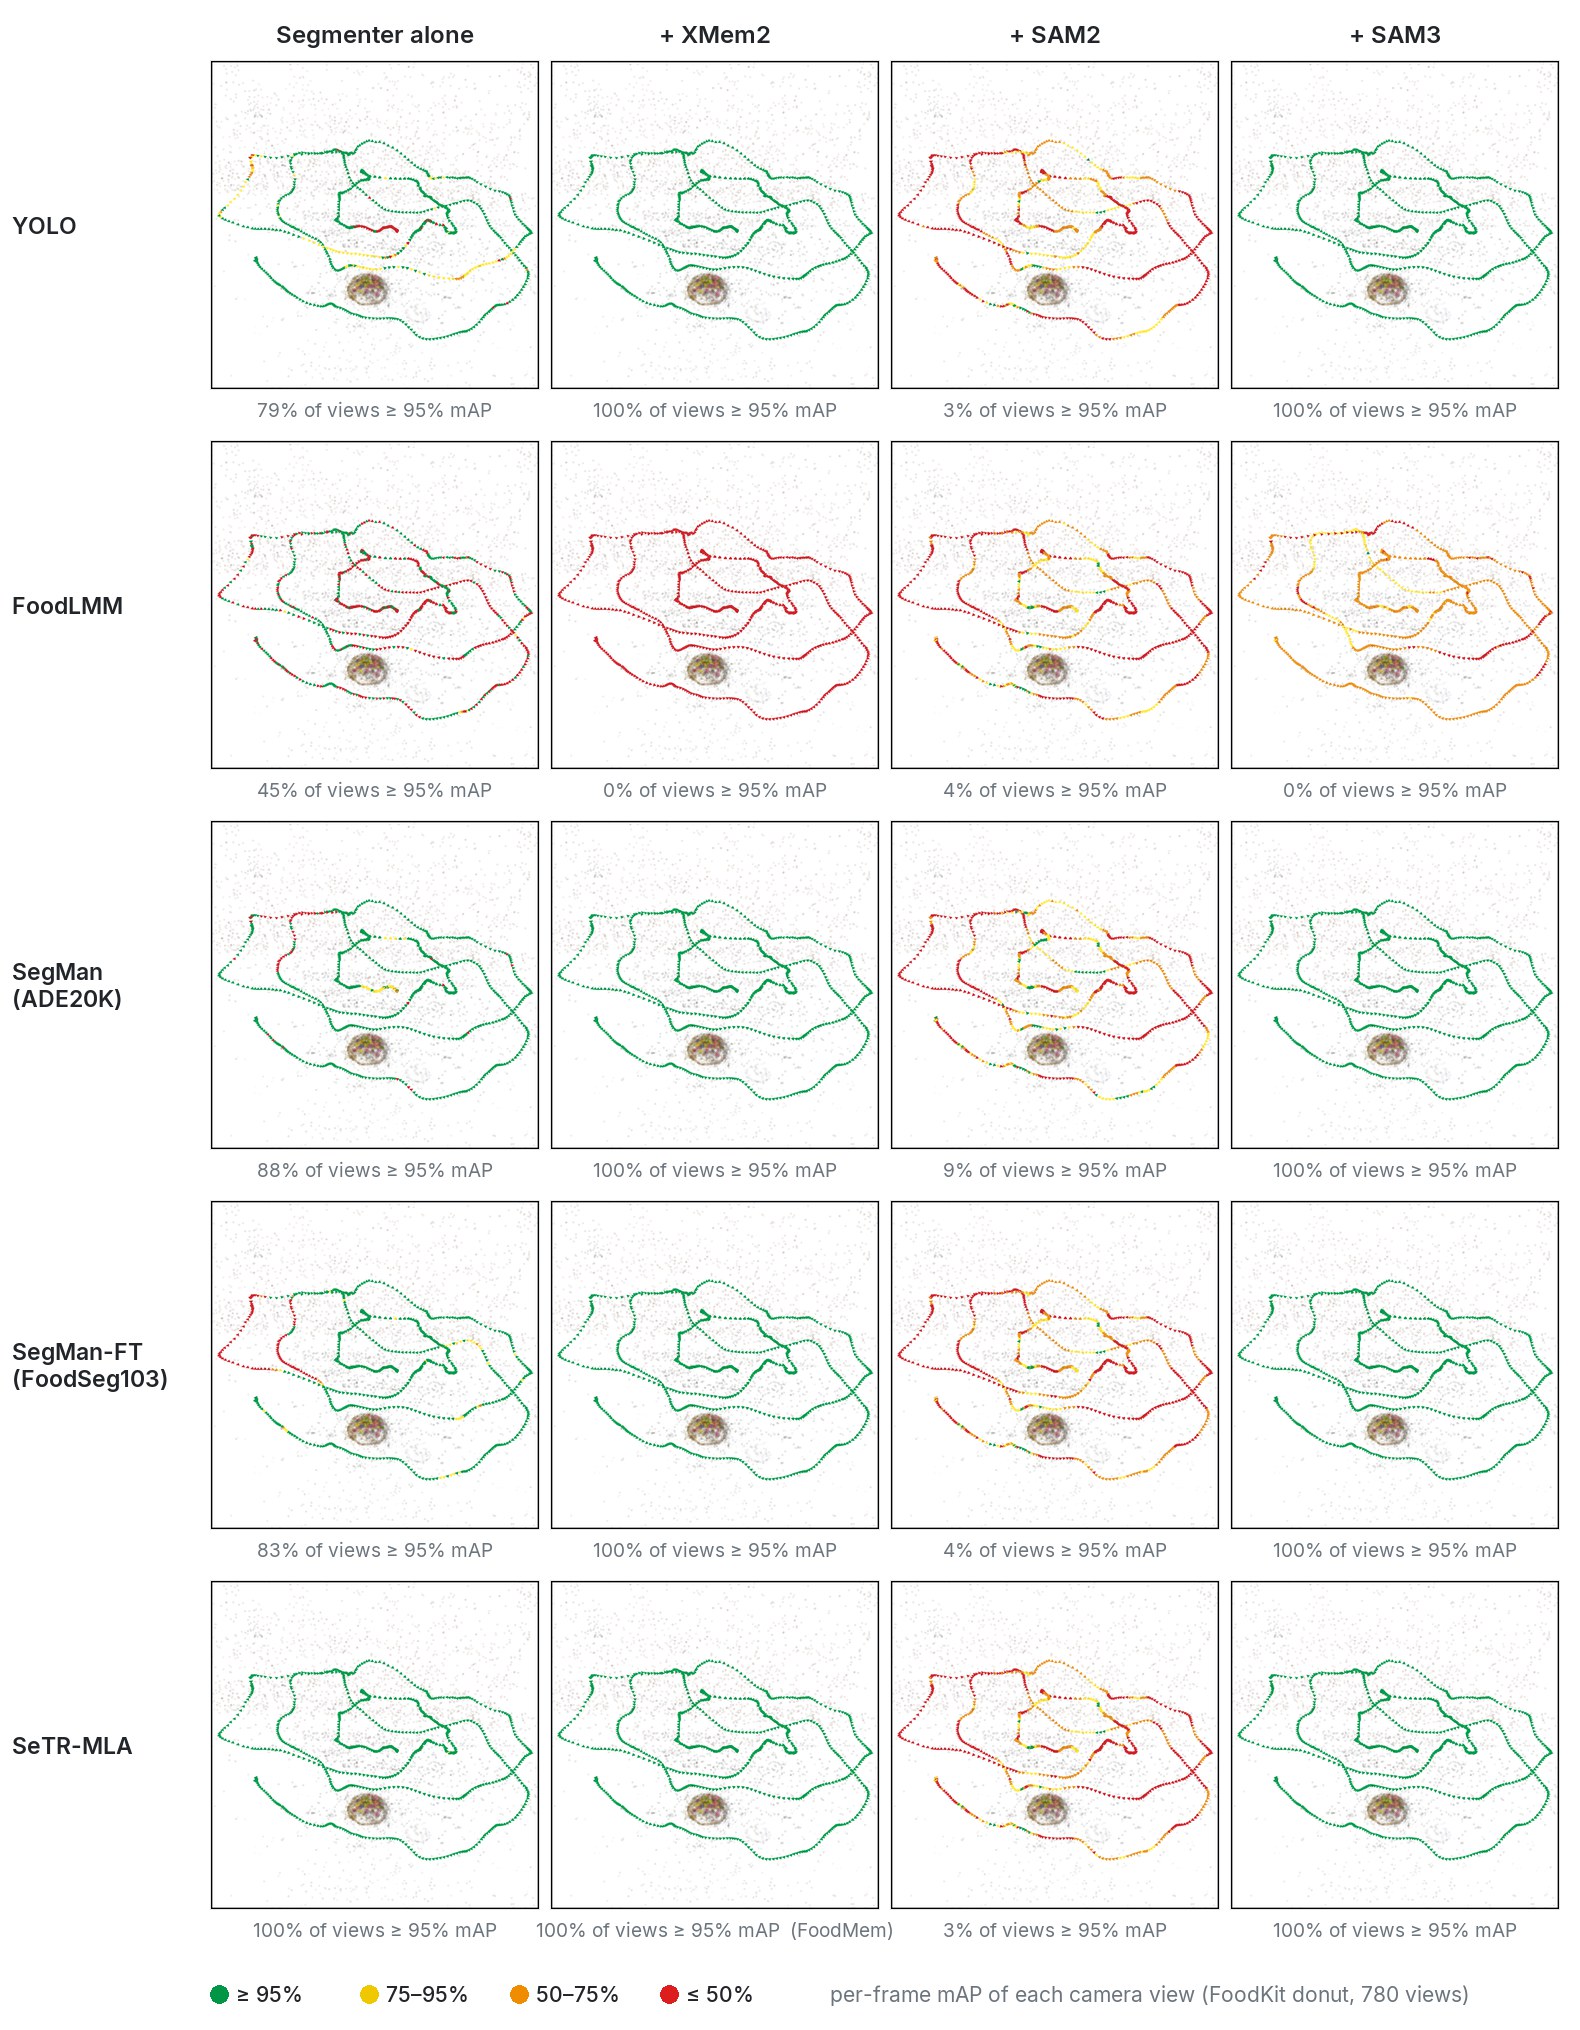 Segmenter alone + XMem2 + SAM2 + SAM3
YOLO
79% of views ≥ 95% mAP 100% of views ≥ 95% mAP 3% of views ≥ 95% mAP 100% of views ≥ 95% mAP
FoodLMM
45% of views ≥ 95% mAP 0% of views ≥ 95% mAP 4% of views ≥ 95% mAP 0% of views ≥ 95% mAP
SegMan
(ADE20K)
88% of views ≥ 95% mAP 100% of views ≥ 95% mAP 9% of views ≥ 95% mAP 100% of views ≥ 95% mAP
SegMan-FT
(FoodSeg103)
83% of views ≥ 95% mAP 100% of views ≥ 95% mAP 4% of views ≥ 95% mAP 100% of views ≥ 95% mAP
SeTR-MLA
100% of views ≥ 95% mAP 100% of views ≥ 95% mAP (FoodMem) 3% of views ≥ 95% mAP 100% of views ≥ 95% mAP
≥ 95% 75–95% 50–75% ≤ 50% per-frame mAP of each camera view (FoodKit donut, 780 views)